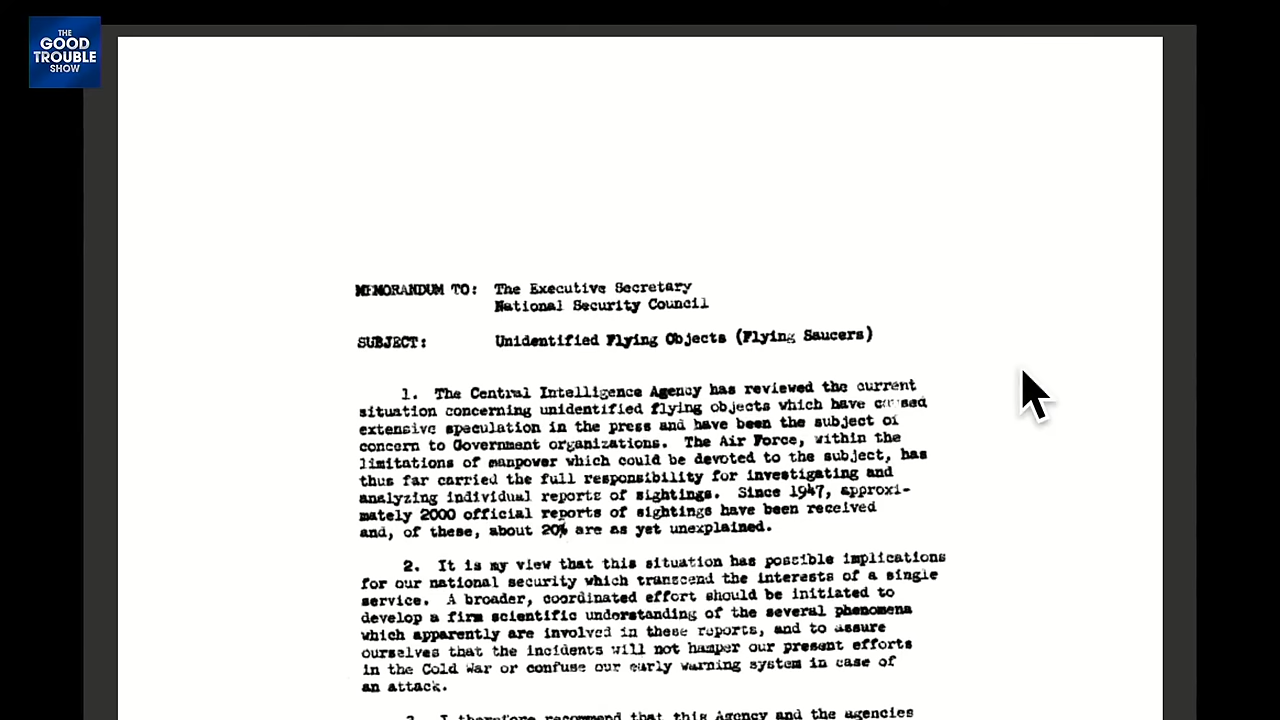 THE
GOOD
TROUBLE
SHOW
MEMORANDUM TO: The Executive Secretary
National Security Council
SUBJECT: Unidentified Flying Objects (Flying Saucers)
1. The Central Intelligence Agency has reviewed the current
situation concerning unidentified flying objects which have caused
extensive speculation in the press and have been the subject of
concern to Government organizations. The Air Force, within the
limitations of manpower which could be devoted to the subject, has
thus far carried the full responsibility for investigating and
analyzing individual reports of sightings. Since 1947, approxi-
mately 2000 official reports of sightings have been received
and, of these, about 20% are as yet unexplained.
2. It is my view that this situation has possible implications
for our national security which transcend the interests of a single
service. A broader, coordinated effort should be initiated to
develop a firm scientific understanding of the several phenomena
which apparently are involved in these reports, and to assure
ourselves that the incidents will not hamper our present efforts
in the Cold War or confuse our early warning system in case of
an attack.
3. I therefore recommend that this Agency and the agencies